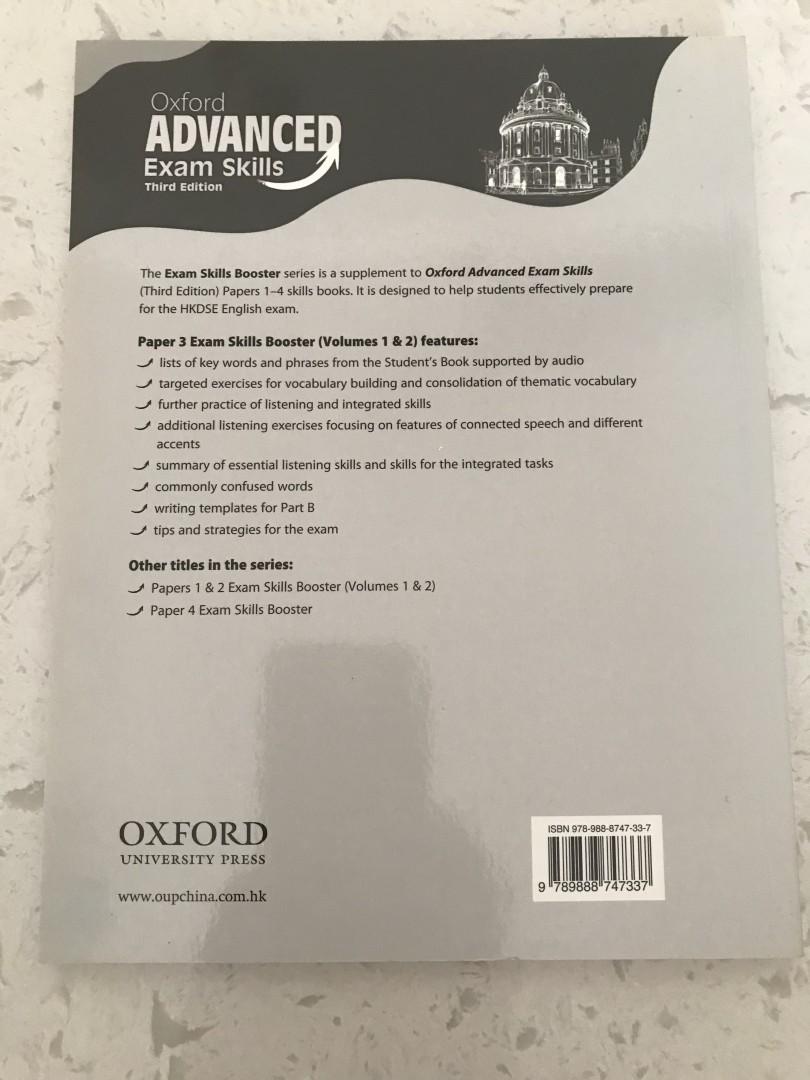 Oxford
ADVANCED
Exam Skills
Third Edition
The Exam Skills Booster series is a supplement to Oxford Advanced Exam Skills
(Third Edition) Papers 1–4 skills books. It is designed to help students effectively prepare
for the HKDSE English exam.
Paper 3 Exam Skills Booster (Volumes 1 & 2) features:
lists of key words and phrases from the Student's Book supported by audio
targeted exercises for vocabulary building and consolidation of thematic vocabulary
further practice of listening and integrated skills
additional listening exercises focusing on features of connected speech and different
accents
summary of essential listening skills and skills for the integrated tasks
commonly confused words
writing templates for Part B
tips and strategies for the exam
Other titles in the series:
Papers 1 & 2 Exam Skills Booster (Volumes 1 & 2)
Paper 4 Exam Skills Booster
OXFORD
UNIVERSITY PRESS
www.oupchina.com.hk
ISBN 978-988-8747-33-7
9 789888 747337